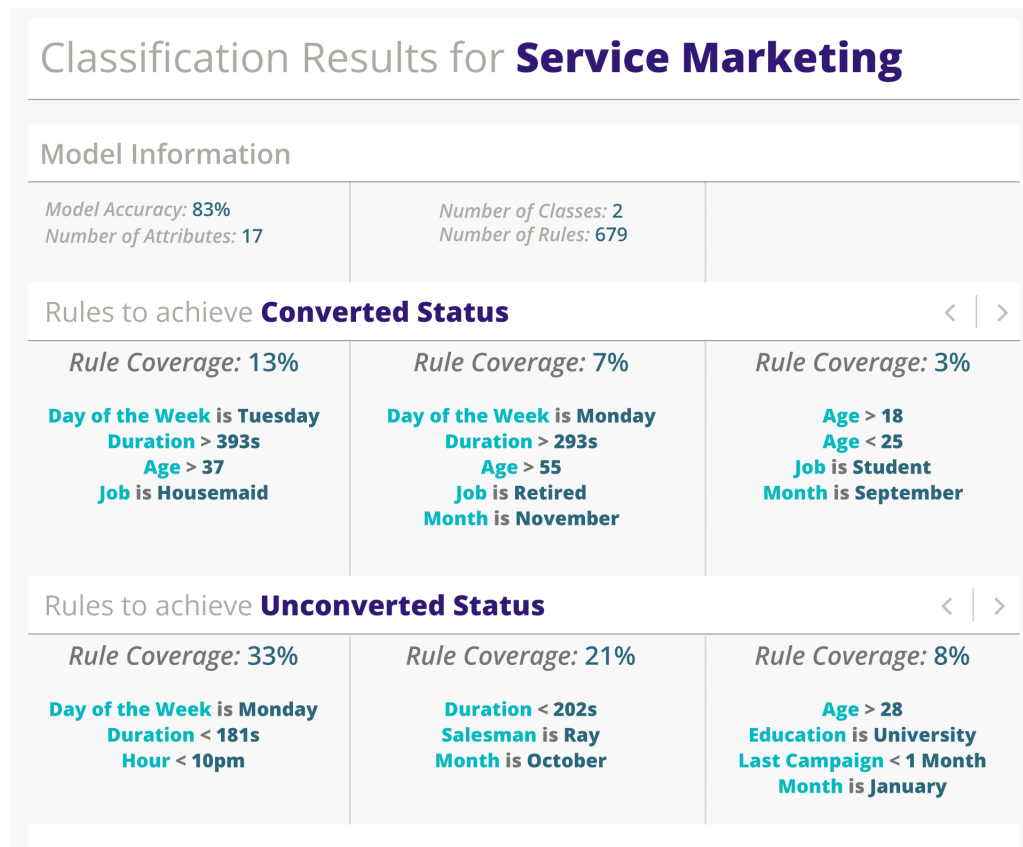 Classification Results for Service Marketing
Model Information
Model Accuracy: 83%
Number of Attributes: 17
Number of Classes: 2
Number of Rules: 679
Rules to achieve Converted Status
Rule Coverage: 13%
Day of the Week is Tuesday
Duration > 393s
Age > 37
Job is Housemaid
Rule Coverage: 7%
Day of the Week is Monday
Duration > 293s
Age > 55
Job is Retired
Month is November
Rule Coverage: 3%
Age > 18
Age < 25
Job is Student
Month is September
Rules to achieve Unconverted Status
Rule Coverage: 33%
Day of the Week is Monday
Duration < 181s
Hour < 10pm
Rule Coverage: 21%
Duration < 202s
Salesman is Ray
Month is October
Rule Coverage: 8%
Age > 28
Education is University
Last Campaign < 1 Month
Month is January